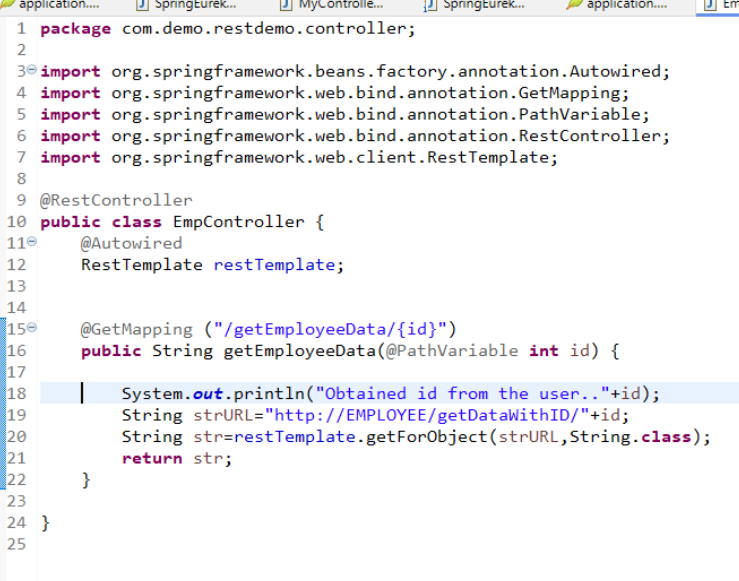 application.... SpringEurek... MyControlle... SpringEurek... application.... Em
1 package com.demo.restdemo.controller;
2
3 import org.springframework.beans.factory.annotation.Autowired;
4 import org.springframework.web.bind.annotation.GetMapping;
5 import org.springframework.web.bind.annotation.PathVariable;
6 import org.springframework.web.bind.annotation.RestController;
7 import org.springframework.web.client.RestTemplate;
8
9 @RestController
10 public class EmpController {
11 @Autowired
12 RestTemplate restTemplate;
13
14
15 @GetMapping ("/getEmployeeData/{id}")
16 public String getEmployeeData(@PathVariable int id) {
17
18 System.out.println("Obtained id from the user.."+id);
19 String strURL="http://EMPLOYEE/getDataWithID/"+id;
20 String str=restTemplate.getForObject(strURL,String.class);
21 return str;
22 }
23
24 }
25